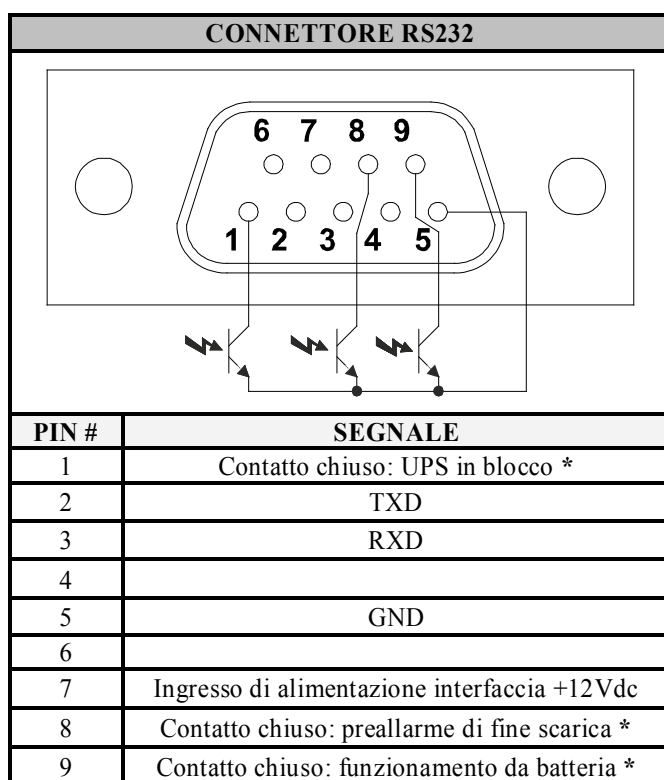 CONNETTORE RS232
6 7 8 9
1 2 3 4 5
PIN # SEGNALE
1 Contatto chiuso: UPS in blocco *
2 TXD
3 RXD
4
5 GND
6
7 Ingresso di alimentazione interfaccia +12Vdc
8 Contatto chiuso: preallarme di fine scarica *
9 Contatto chiuso: funzionamento da batteria *